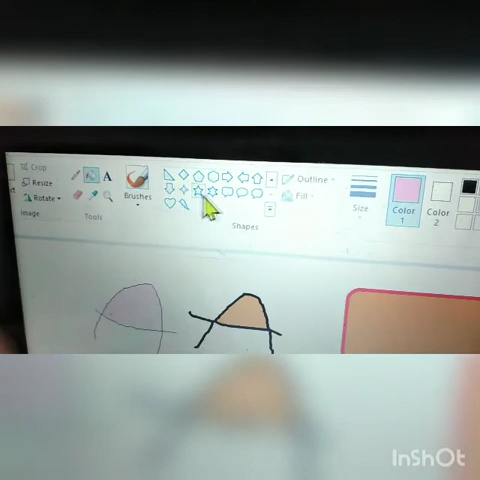 Crop
Resize
Rotate
Image
A
Tools
Brushes
Shapes
Outline
Fill
Size
Color
1
Color
2
InShOt